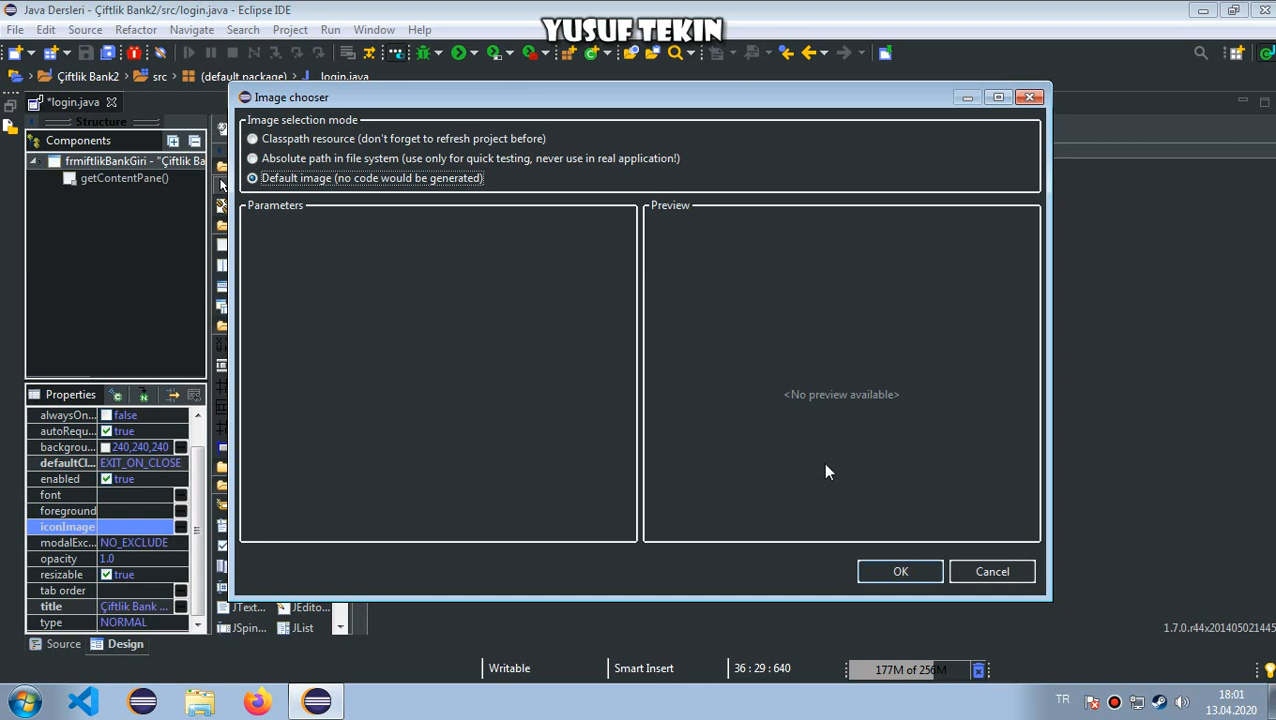 Java Dersleri - Çiftlik Bank2/src/login.java - Eclipse IDE
YUSUF TEKIN
File Edit Source Refactor Navigate Search Project Run Window Help
Çiftlik Bank2 src (default package) login.java
*login.java
Structure
Components
frmiftlikBankGiri - "Çiftlik Ba
getContentPane()
Image chooser
Image selection mode
Classpath resource (don't forget to refresh project before)
Absolute path in file system (use only for quick testing, never use in real application!)
Default image (no code would be generated)
Parameters
Preview
<No preview available>
OK
Cancel
Properties
alwaysOn... false
autoRequ... true
backgrou... 240,240,240
defaultCl... EXIT_ON_CLOSE
enabled true
font
foreground
iconImage
modalExc... NO_EXCLUDE
opacity 1.0
resizable true
tab order
title Çiftlik Bank ...
type NORMAL
JText... JEdito...
JSpin... JList
Source Design
1.7.0.r44x201405021445
Writable
Smart Insert
36 : 29 : 640
177M of 256M
TR
18:01
13.04.2020